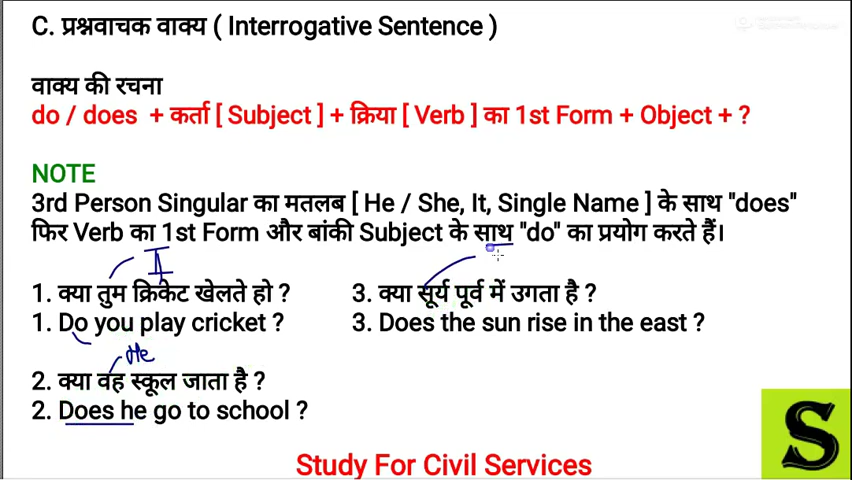 C. प्रश्नवाचक वाक्य ( Interrogative Sentence )
वाक्य की रचना
do / does + कर्ता [ Subject ] + क्रिया [ Verb ] का 1st Form + Object + ?
NOTE
3rd Person Singular का मतलब [ He / She, It, Single Name ] के साथ "does"
फिर Verb का 1st Form और बांकी Subject के साथ "do" का प्रयोग करते हैं।
II
1. क्या तुम क्रिकेट खेलते हो ?
1. Do you play cricket ?
He
2. क्या वह स्कूल जाता है ?
2. Does he go to school ?
3. क्या सूर्य पूर्व में उगता है ?
3. Does the sun rise in the east ?
S
Study For Civil Services